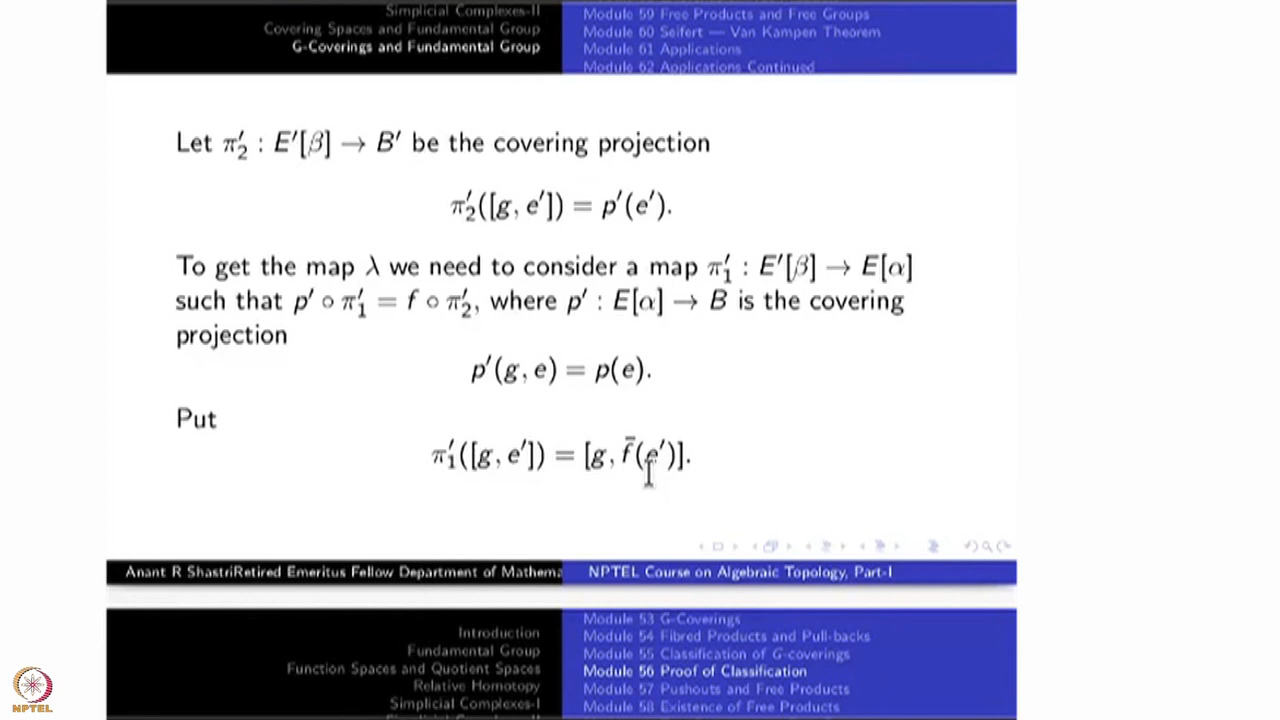 Simplicial Complexes-II
Covering Spaces and Fundamental Group
G-Coverings and Fundamental Group
Module 59 Free Products and Free Groups
Module 60 Seifert — Van Kampen Theorem
Module 61 Applications
Module 62 Applications Continued
Let π′₂ : E′[β] → B′ be the covering projection
π′₂([g, e′]) = p′(e′).
To get the map λ we need to consider a map π′₁ : E′[β] → E[α]
such that p′ ∘ π′₁ = f ∘ π′₂, where p′ : E[α] → B is the covering
projection
p′(g, e) = p(e).
Put
π′₁([g, e′]) = [g, f̄(e′)].
Anant R ShastriRetired Emeritus Fellow Department of Mathema
NPTEL Course on Algebraic Topology, Part-I
Introduction
Fundamental Group
Function Spaces and Quotient Spaces
Relative Homotopy
Simplicial Complexes-I
Module 53 G-Coverings
Module 54 Fibred Products and Pull-backs
Module 55 Classification of G-coverings
Module 56 Proof of Classification
Module 57 Pushouts and Free Products
Module 58 Existence of Free Products
NPTEL